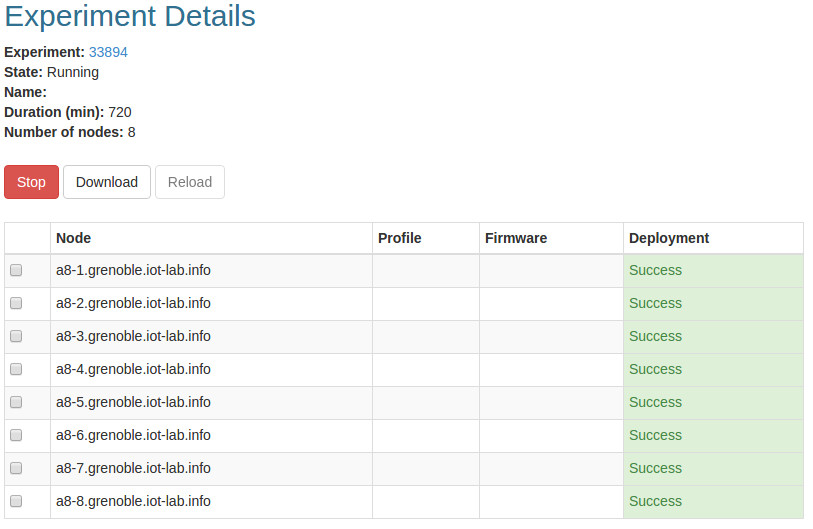 Experiment Details
Experiment: 33894
State: Running
Name:
Duration (min): 720
Number of nodes: 8
Stop Download Reload
Node Profile Firmware Deployment
a8-1.grenoble.iot-lab.info Success
a8-2.grenoble.iot-lab.info Success
a8-3.grenoble.iot-lab.info Success
a8-4.grenoble.iot-lab.info Success
a8-5.grenoble.iot-lab.info Success
a8-6.grenoble.iot-lab.info Success
a8-7.grenoble.iot-lab.info Success
a8-8.grenoble.iot-lab.info Success